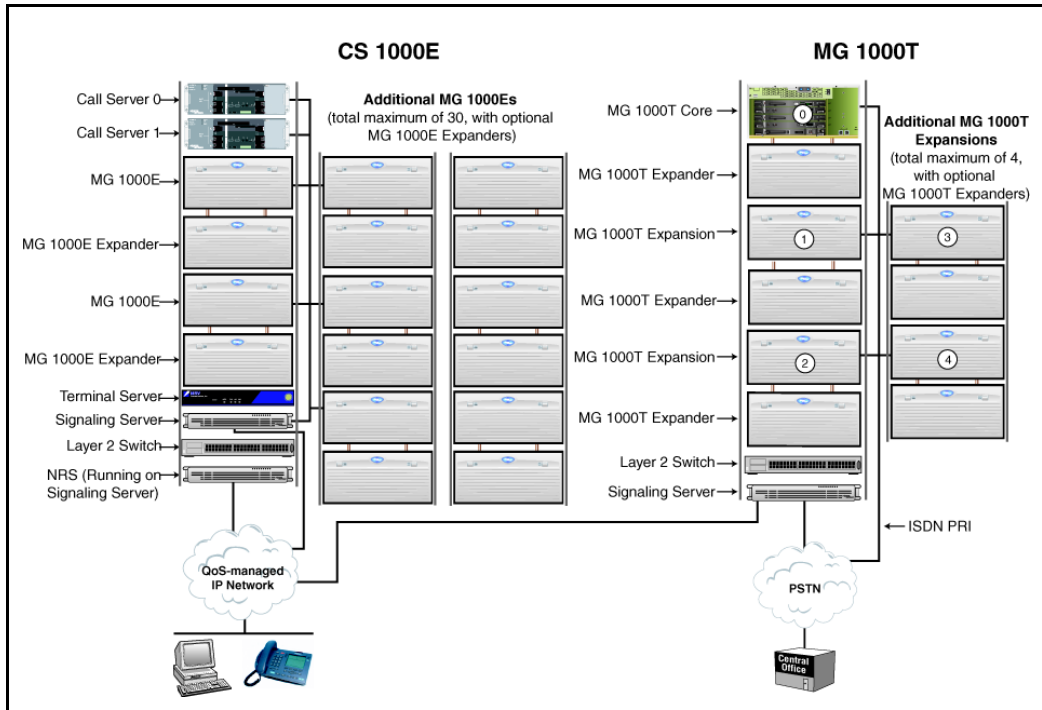 CS 1000E
MG 1000T
Call Server 0
Call Server 1
MG 1000E
MG 1000E Expander
MG 1000E
MG 1000E Expander
Terminal Server
Signaling Server
Layer 2 Switch
NRS (Running on
Signaling Server)
Additional MG 1000Es
(total maximum of 30, with optional
MG 1000E Expanders)
QoS-managed
IP Network
MG 1000T Core
MG 1000T Expander
MG 1000T Expansion
MG 1000T Expander
MG 1000T Expansion
MG 1000T Expander
Layer 2 Switch
Signaling Server
0
1
2
Additional MG 1000T
Expansions
(total maximum of 4,
with optional
MG 1000T Expanders)
3
4
ISDN PRI
PSTN
Central
Office